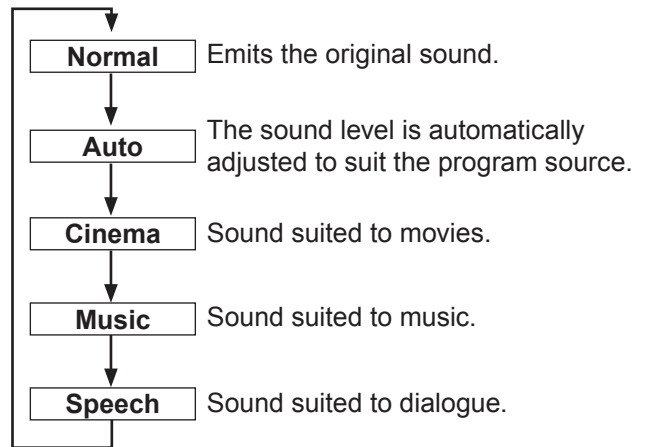 Normal Emits the original sound.
Auto The sound level is automatically
adjusted to suit the program source.
Cinema Sound suited to movies.
Music Sound suited to music.
Speech Sound suited to dialogue.